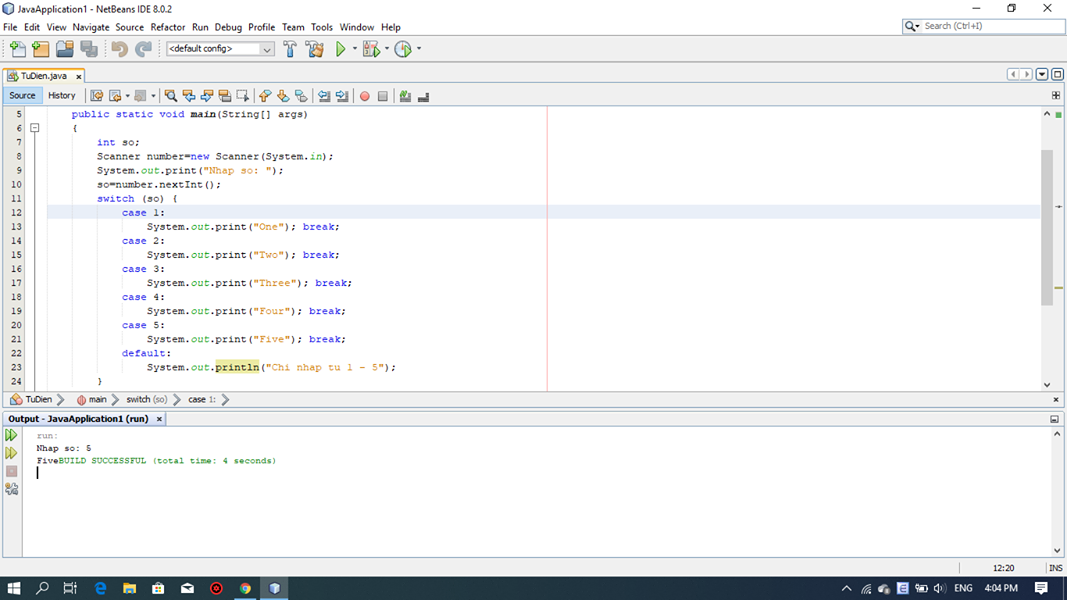 JavaApplication1 - NetBeans IDE 8.0.2
File Edit View Navigate Source Refactor Run Debug Profile Team Tools Window Help
Search (Ctrl+I)
<default config>
TuDien.java
Source History
5 public static void main(String[] args)
6 {
7 int so;
8 Scanner number=new Scanner(System.in);
9 System.out.print("Nhap so: ");
10 so=number.nextInt();
11 switch (so) {
12 case 1:
13 System.out.print("One"); break;
14 case 2:
15 System.out.print("Two"); break;
16 case 3:
17 System.out.print("Three"); break;
18 case 4:
19 System.out.print("Four"); break;
20 case 5:
21 System.out.print("Five"); break;
22 default:
23 System.out.println("Chi nhap tu 1 - 5");
24 }
TuDien main switch (so) case 1:
Output - JavaApplication1 (run)
run:
Nhap so: 5
FiveBUILD SUCCESSFUL (total time: 4 seconds)
12:20 INS
ENG 4:04 PM